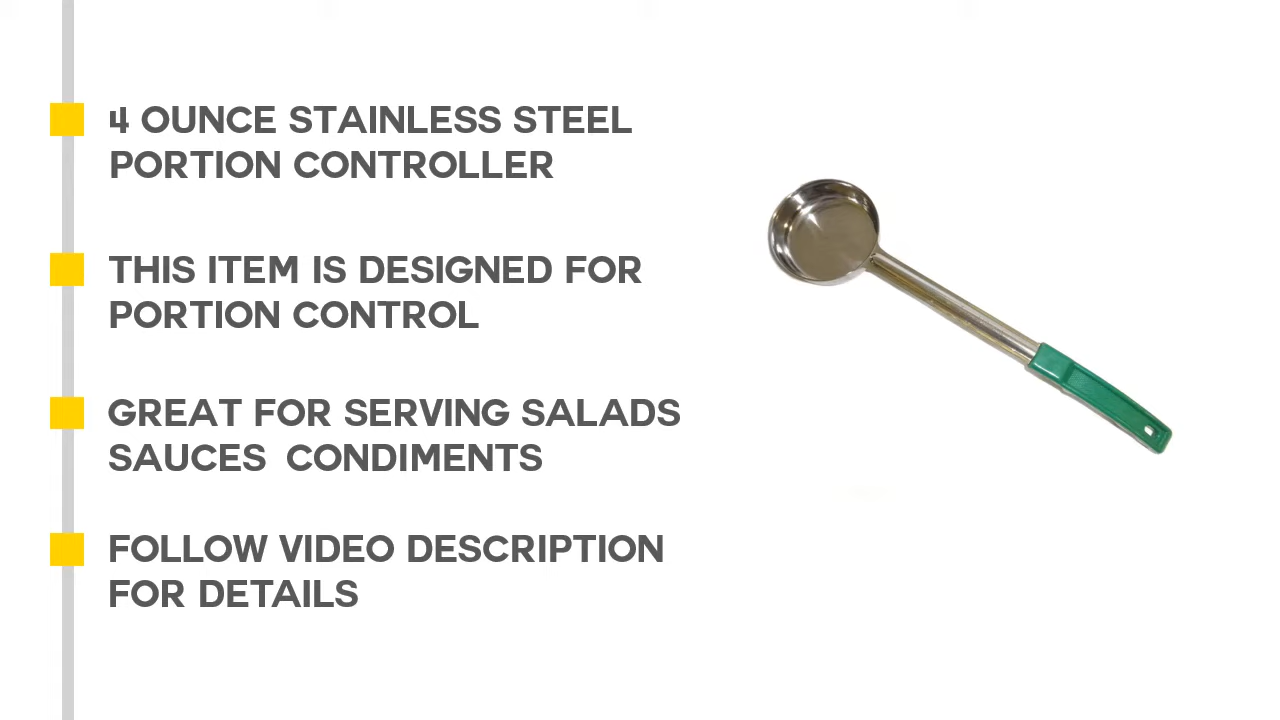 4 OUNCE STAINLESS STEEL
PORTION CONTROLLER
THIS ITEM IS DESIGNED FOR
PORTION CONTROL
GREAT FOR SERVING SALADS
SAUCES  CONDIMENTS
FOLLOW VIDEO DESCRIPTION
FOR DETAILS